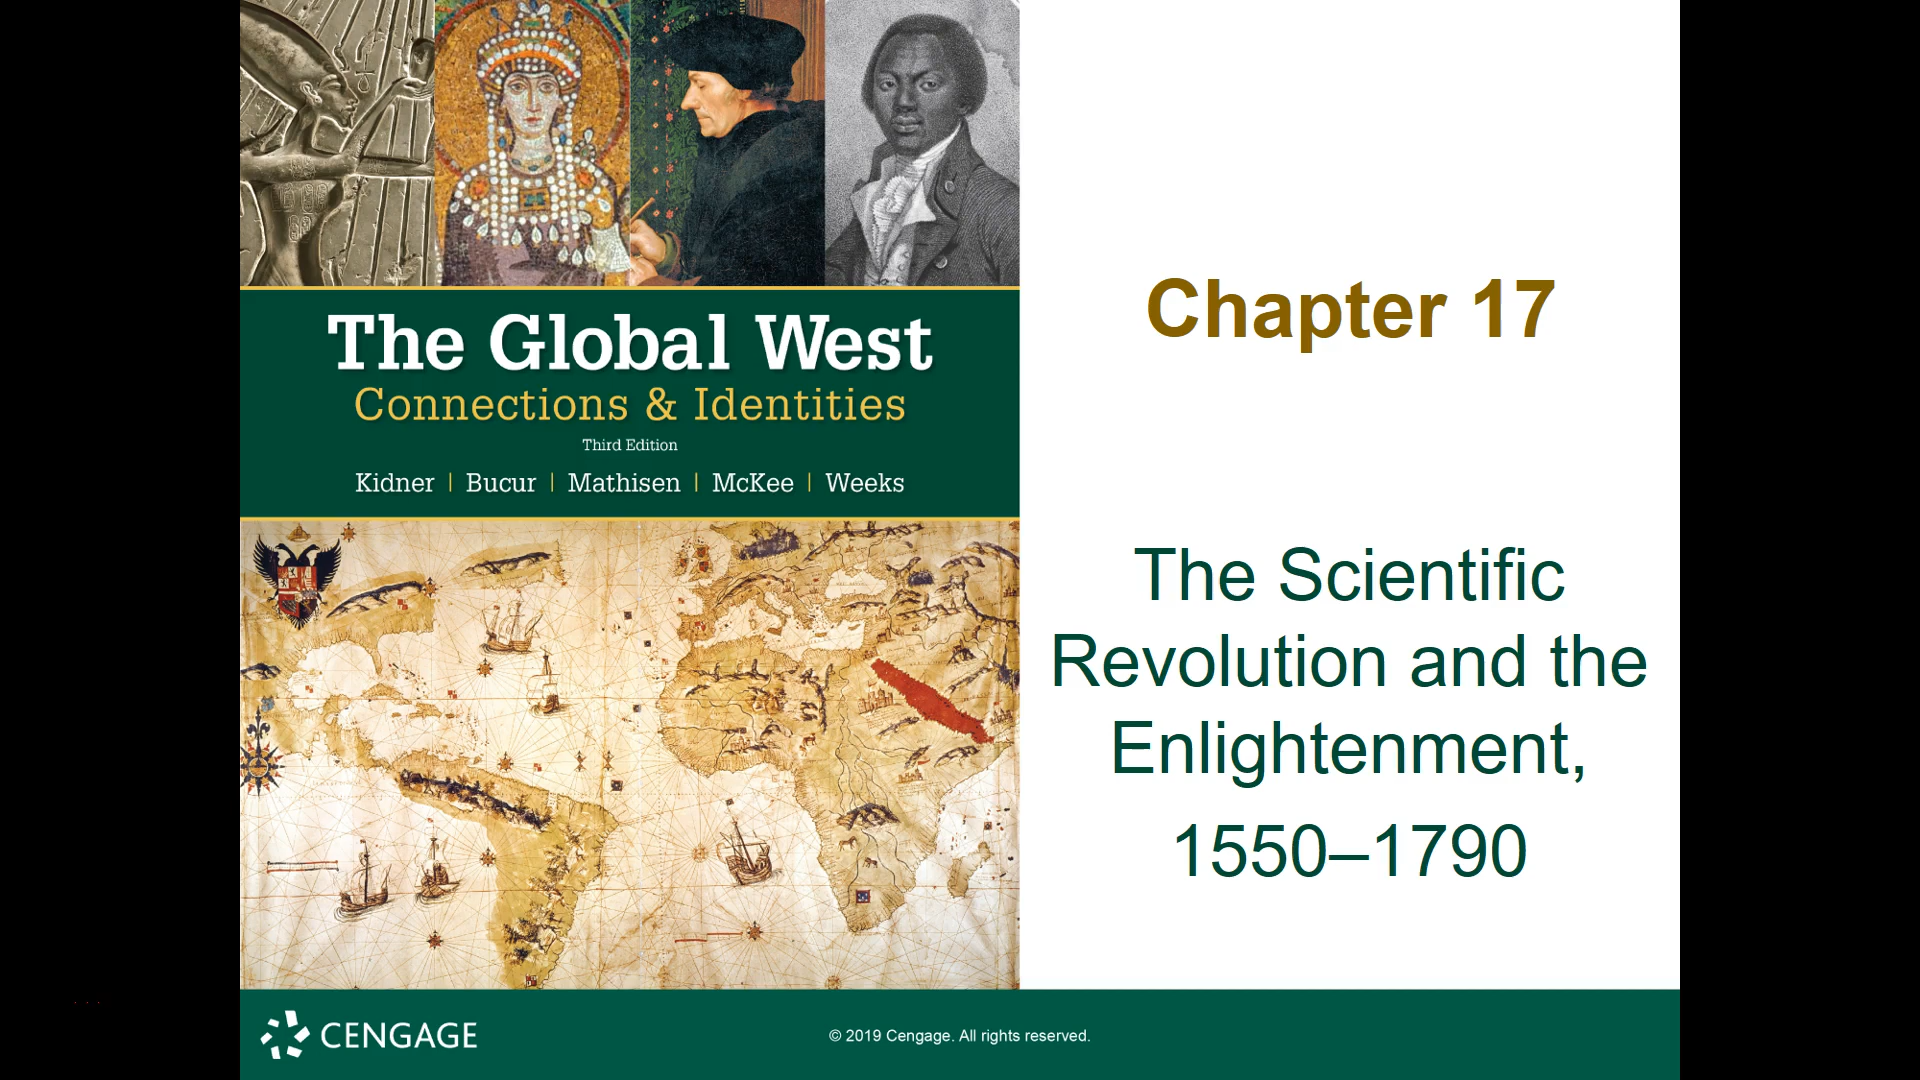 The Global West
Connections & Identities
Third Edition
Kidner | Bucur | Mathisen | McKee | Weeks
Chapter 17
The Scientific
Revolution and the
Enlightenment,
1550–1790
CENGAGE
© 2019 Cengage. All rights reserved.